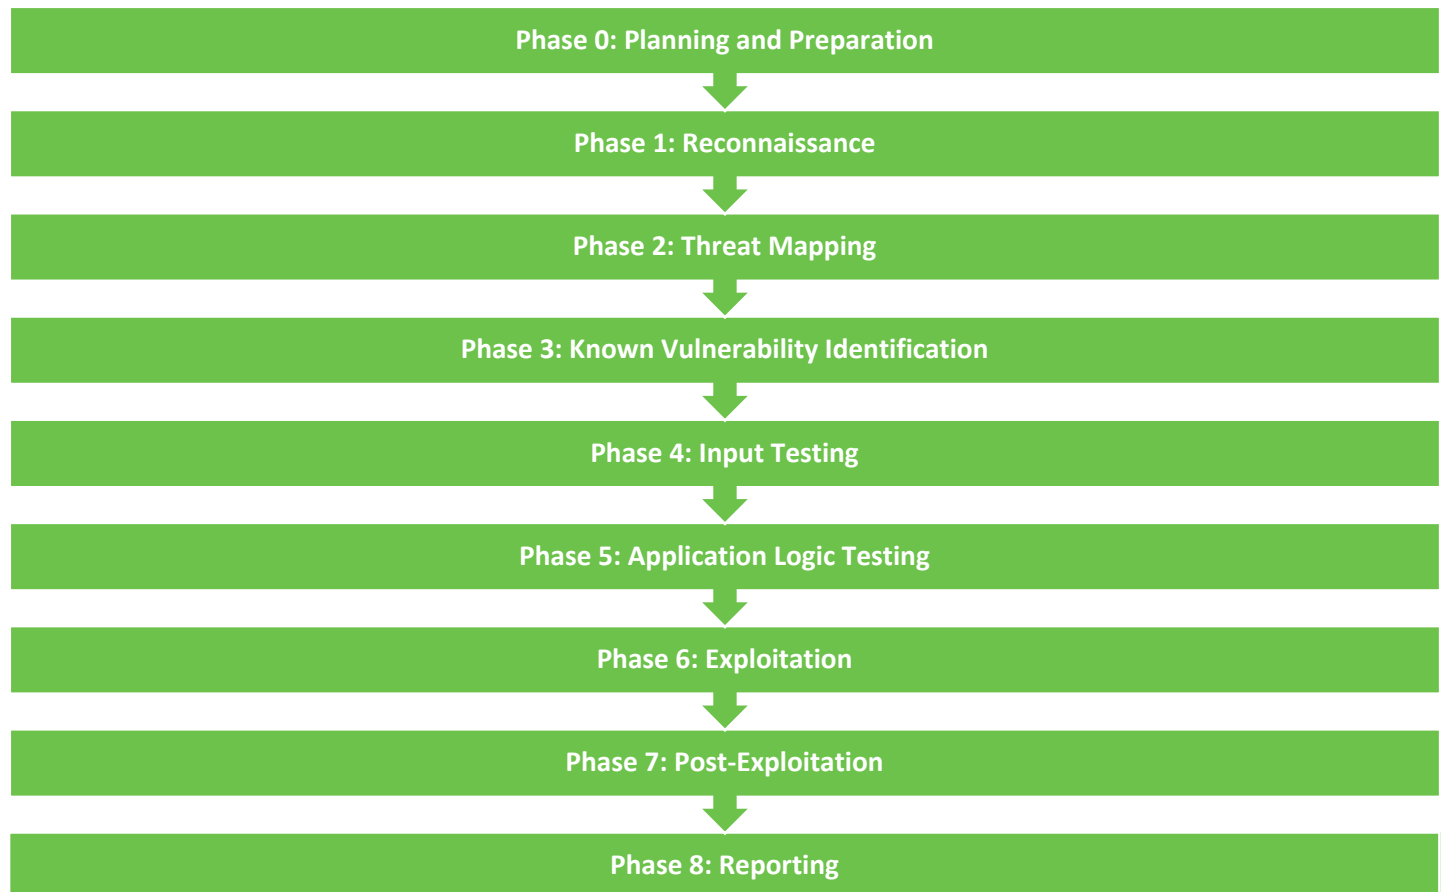 Phase 0: Planning and Preparation
Phase 1: Reconnaissance
Phase 2: Threat Mapping
Phase 3: Known Vulnerability Identification
Phase 4: Input Testing
Phase 5: Application Logic Testing
Phase 6: Exploitation
Phase 7: Post-Exploitation
Phase 8: Reporting